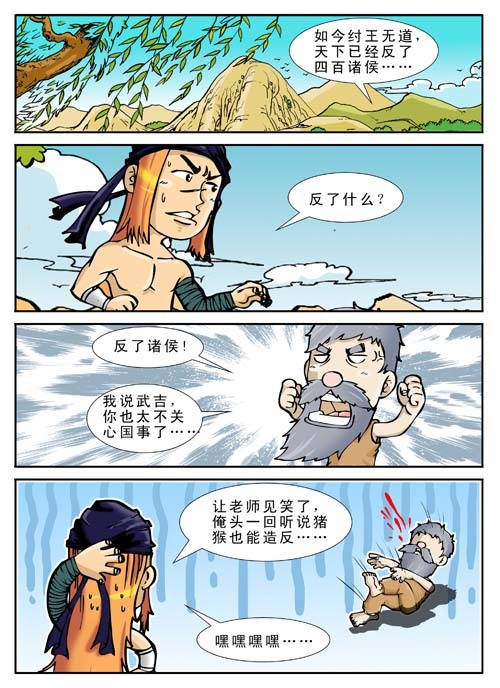 如今纣王无道，
天下已经反了
四百诸侯……
反了什么？
反了诸侯！
我说武吉，
你也太不关
心国事了……
让老师见笑了，
俺头一回听说猪
猴也能造反……
嘿嘿嘿嘿……